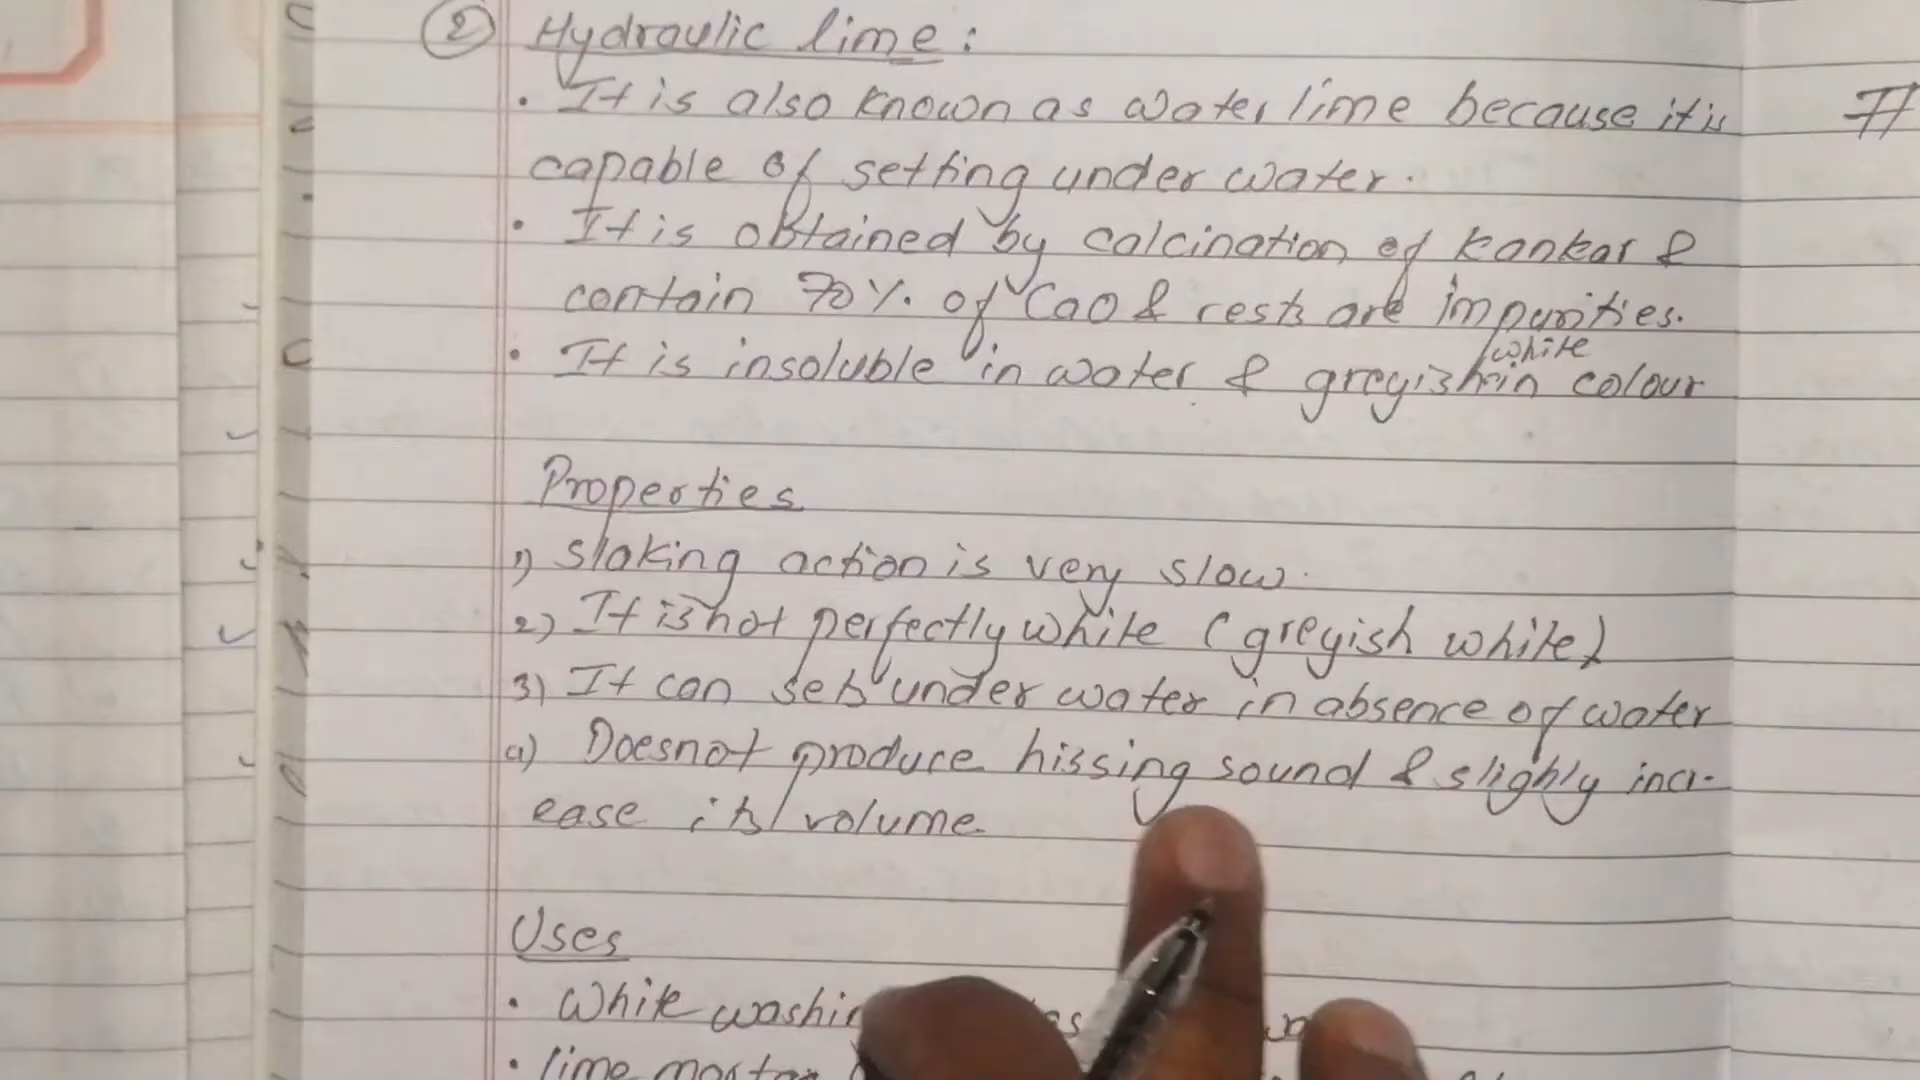 ② Hydraulic lime:
• It is also known as water lime because it is
capable of setting under water.
• It is obtained by calcination of kankar &
contain 70% of CaO & rests are impurities.
white
• It is insoluble in water & greyish in colour
Properties
1) slaking action is very slow.
2) It is not perfectly white (greyish white)
3) It can sets under water in absence of water
4) Doesnot produce hissing sound & slighly incr-
ease its volume.
Uses
• White
• lime mortar